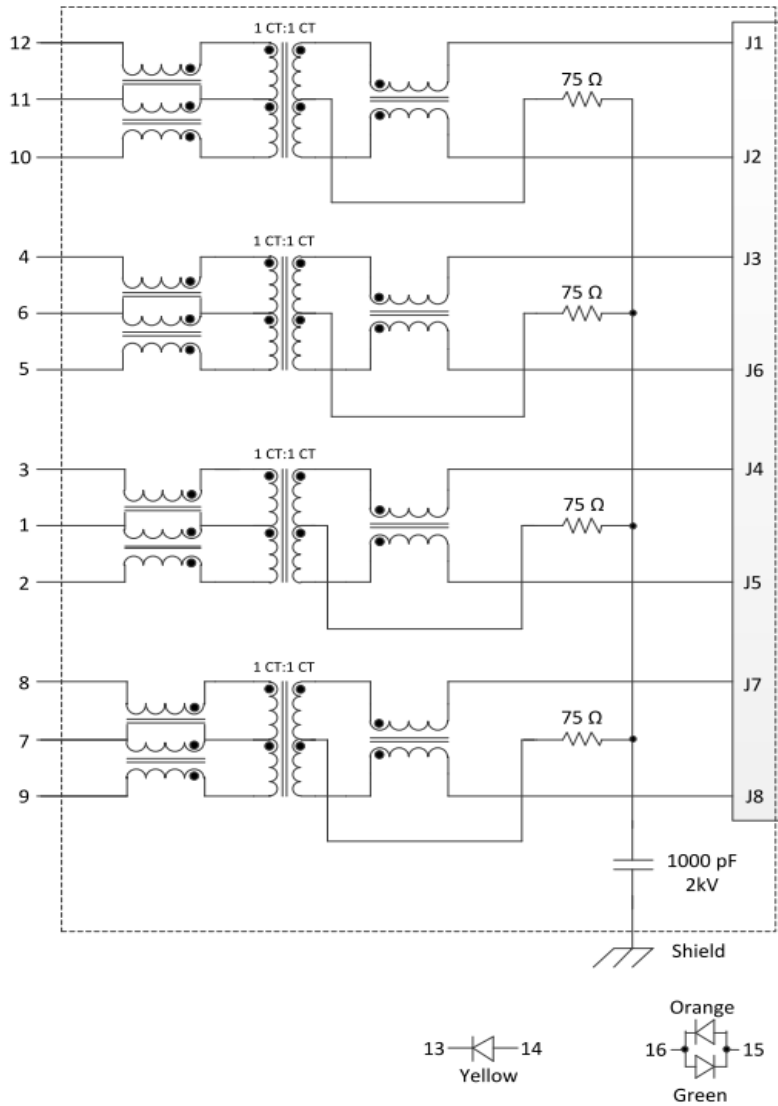 1 CT:1 CT
12
J1
75 Ω
11
10
J2
1 CT:1 CT
4
J3
75 Ω
6
5
J6
1 CT:1 CT
3
J4
75 Ω
1
2
J5
1 CT:1 CT
8
J7
75 Ω
7
9
J8
1000 pF
2kV
Shield
Orange
13 14
16 15
Yellow
Green